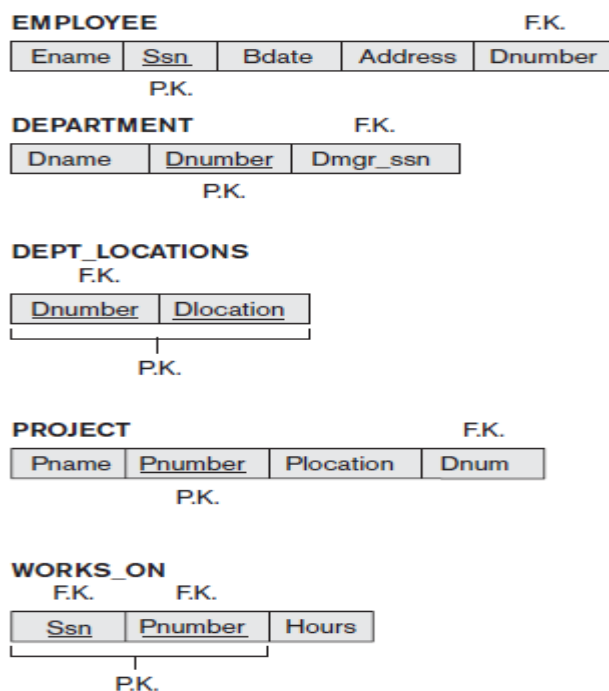 EMPLOYEE F.K.
Ename Ssn Bdate Address Dnumber
P.K.
DEPARTMENT F.K.
Dname Dnumber Dmgr_ssn
P.K.
DEPT_LOCATIONS
F.K.
Dnumber Dlocation
P.K.
PROJECT F.K.
Pname Pnumber Plocation Dnum
P.K.
WORKS_ON
F.K. F.K.
Ssn Pnumber Hours
P.K.